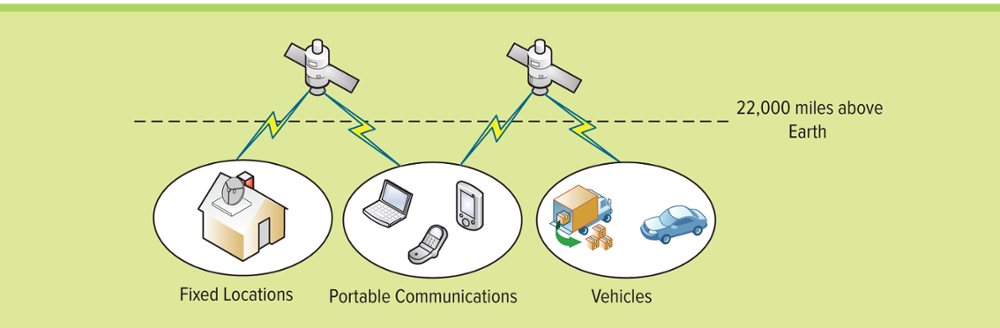 22,000 miles above
Earth
Fixed Locations
Portable Communications
Vehicles